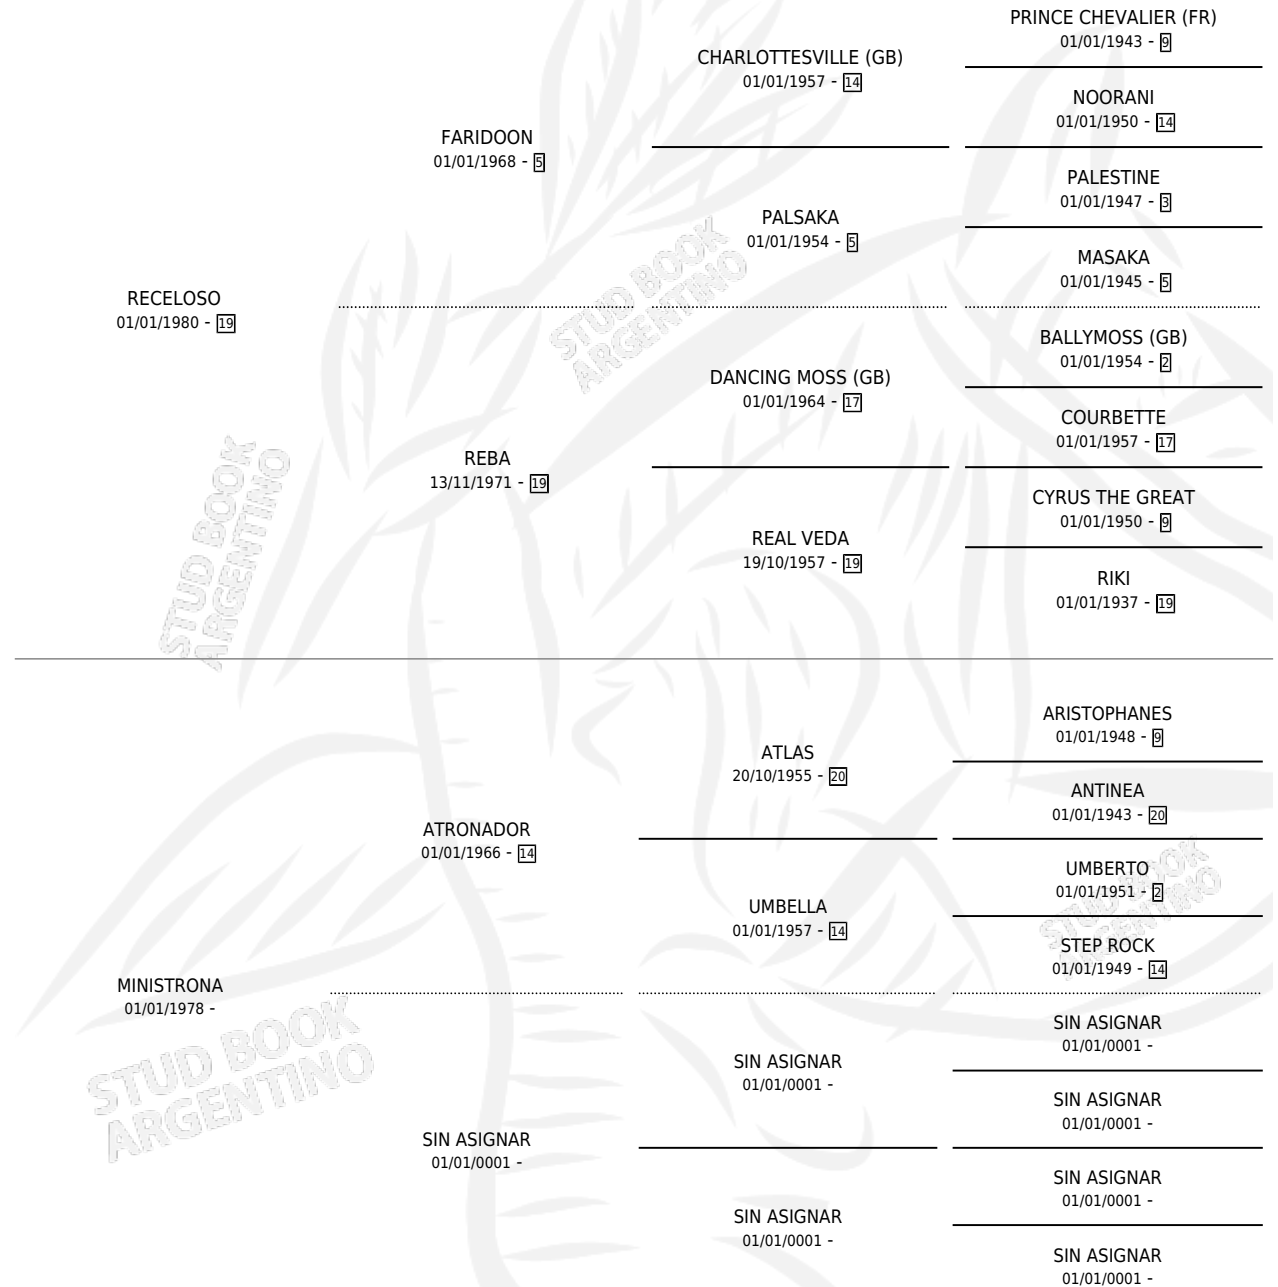 PRINCE CHEVALIER (FR)
01/01/1943 - 9
CHARLOTTESVILLE (GB)
01/01/1957 - 14
NOORANI
01/01/1950 - 14
FARIDOON
01/01/1968 - 5
PALESTINE
01/01/1947 - 3
PALSAKA
01/01/1954 - 5
MASAKA
01/01/1945 - 5
RECELOSO
01/01/1980 - 19
BALLYMOSS (GB)
01/01/1954 - 2
DANCING MOSS (GB)
01/01/1964 - 17
COURBETTE
01/01/1957 - 17
REBA
13/11/1971 - 19
CYRUS THE GREAT
01/01/1950 - 9
REAL VEDA
19/10/1957 - 19
RIKI
01/01/1937 - 19
STUD BOOK
ARGENTINO
STUD BOOK
ARGENTINO
ARISTOPHANES
01/01/1948 - 9
ATLAS
20/10/1955 - 20
ANTINEA
01/01/1943 - 20
ATRONADOR
01/01/1966 - 14
UMBERTO
01/01/1951 - 2
UMBELLA
01/01/1957 - 14
STEP ROCK
01/01/1949 - 14
STUD BOOK
ARGENTINO
MINISTRONA
01/01/1978 -
SIN ASIGNAR
01/01/0001 -
SIN ASIGNAR
01/01/0001 -
SIN ASIGNAR
01/01/0001 -
STUD BOOK
ARGENTINO
SIN ASIGNAR
01/01/0001 -
SIN ASIGNAR
01/01/0001 -
SIN ASIGNAR
01/01/0001 -
SIN ASIGNAR
01/01/0001 -